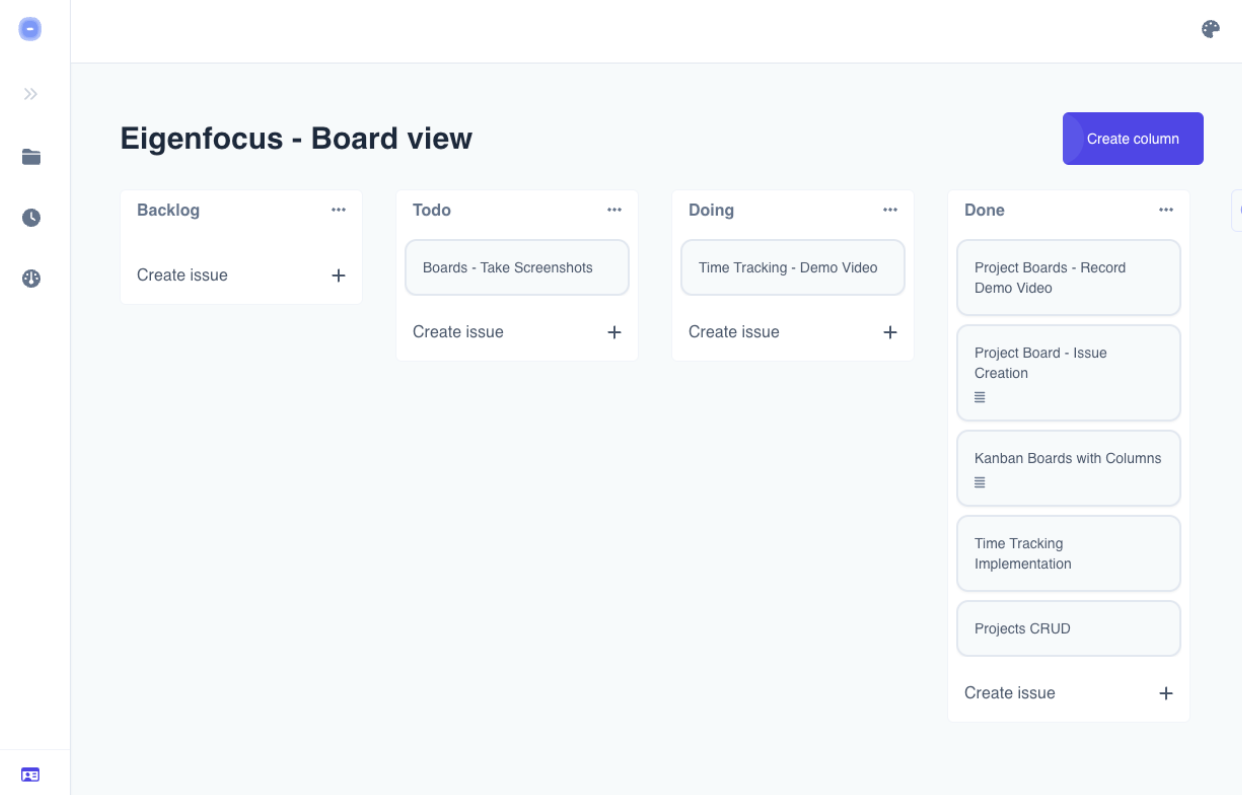 Eigenfocus - Board view
Create column
Backlog
Create issue
Todo
Boards - Take Screenshots
Create issue
Doing
Time Tracking - Demo Video
Create issue
Done
Project Boards - Record
Demo Video
Project Board - Issue
Creation
Kanban Boards with Columns
Time Tracking
Implementation
Projects CRUD
Create issue